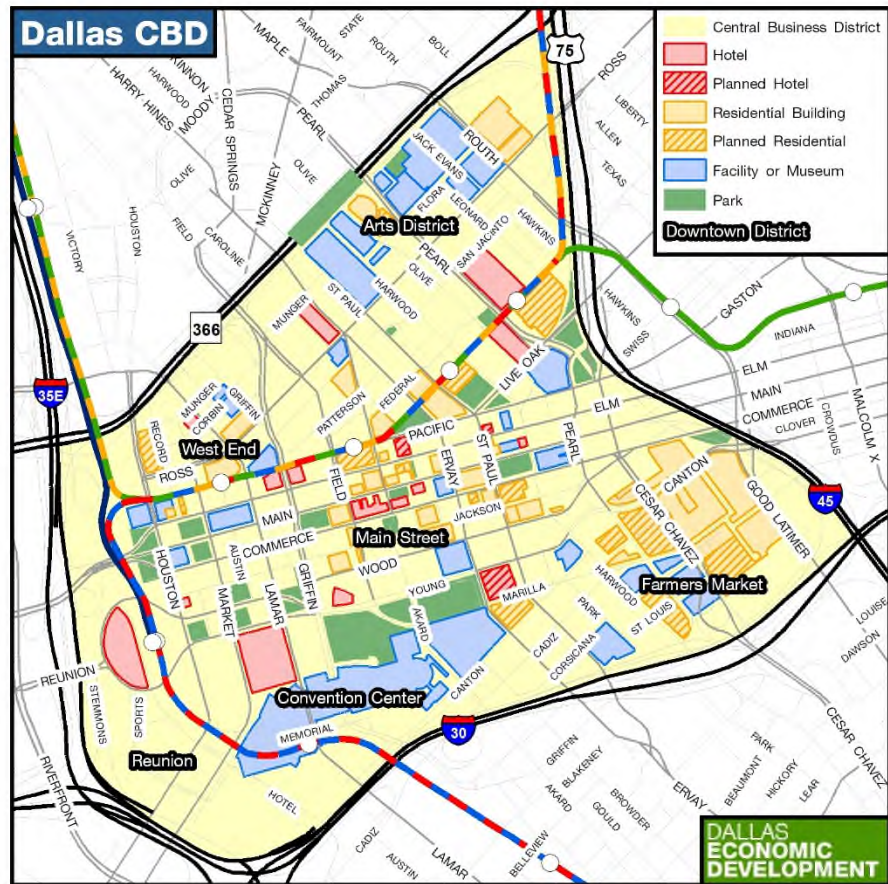 Dallas CBD
Central Business District
Hotel
Planned Hotel
Residential Building
Planned Residential
Facility or Museum
Park
Downtown District
75
366
35E
45
30
MAPLE
FAIRMOUNT
STATE
ROUTH
BOLL
THOMAS
PEARL
HARWOOD
MOODY
HARRY HINES
CEDAR SPRINGS
MCKINNEY
OLIVE
OLIVE
HOUSTON
VICTORY
FIELD
CAROLINE
ROSS
LIBERTY
ALLEN
TEXAS
ROUTH
JACK EVANS
FLORA
LEONARD
Arts District
PEARL
SAN JACINTO
HAWKINS
OLIVE
HARWOOD
ST PAUL
MUNGER
HAWKINS
SWISS
GASTON
INDIANA
ELM
MAIN
COMMERCE
CLOVER
CROWDUS
MALCOLM X
LIVE OAK
FEDERAL
PATTERSON
MUNGER
CORBIN
GRIFFIN
RECORD
West End
ROSS
PACIFIC
ELM
FIELD
ERVAY
ST PAUL
PEARL
CANTON
CESAR CHAVEZ
GOOD LATIMER
MAIN
JACKSON
Main Street
COMMERCE
WOOD
HOUSTON
AUSTIN
MARKET
LAMAR
GRIFFIN
YOUNG
AKARD
MARILLA
HARWOOD
Farmers Market
ST LOUIS
PARK
CORSICANA
CADIZ
CANTON
LOUISE
DAWSON
REUNION
STEMMONS
SPORTS
Convention Center
MEMORIAL
Reunion
RIVERFRONT
HOTEL
CADIZ
AUSTIN
LAMAR
BELLEVIEW
GRIFFIN
BLAKENEY
AKARD
GOULD
BROWDER
ERVAY
BEAUMONT
PARK
HICKORY
LEAR
CESAR CHAVEZ
DALLAS
ECONOMIC
DEVELOPMENT